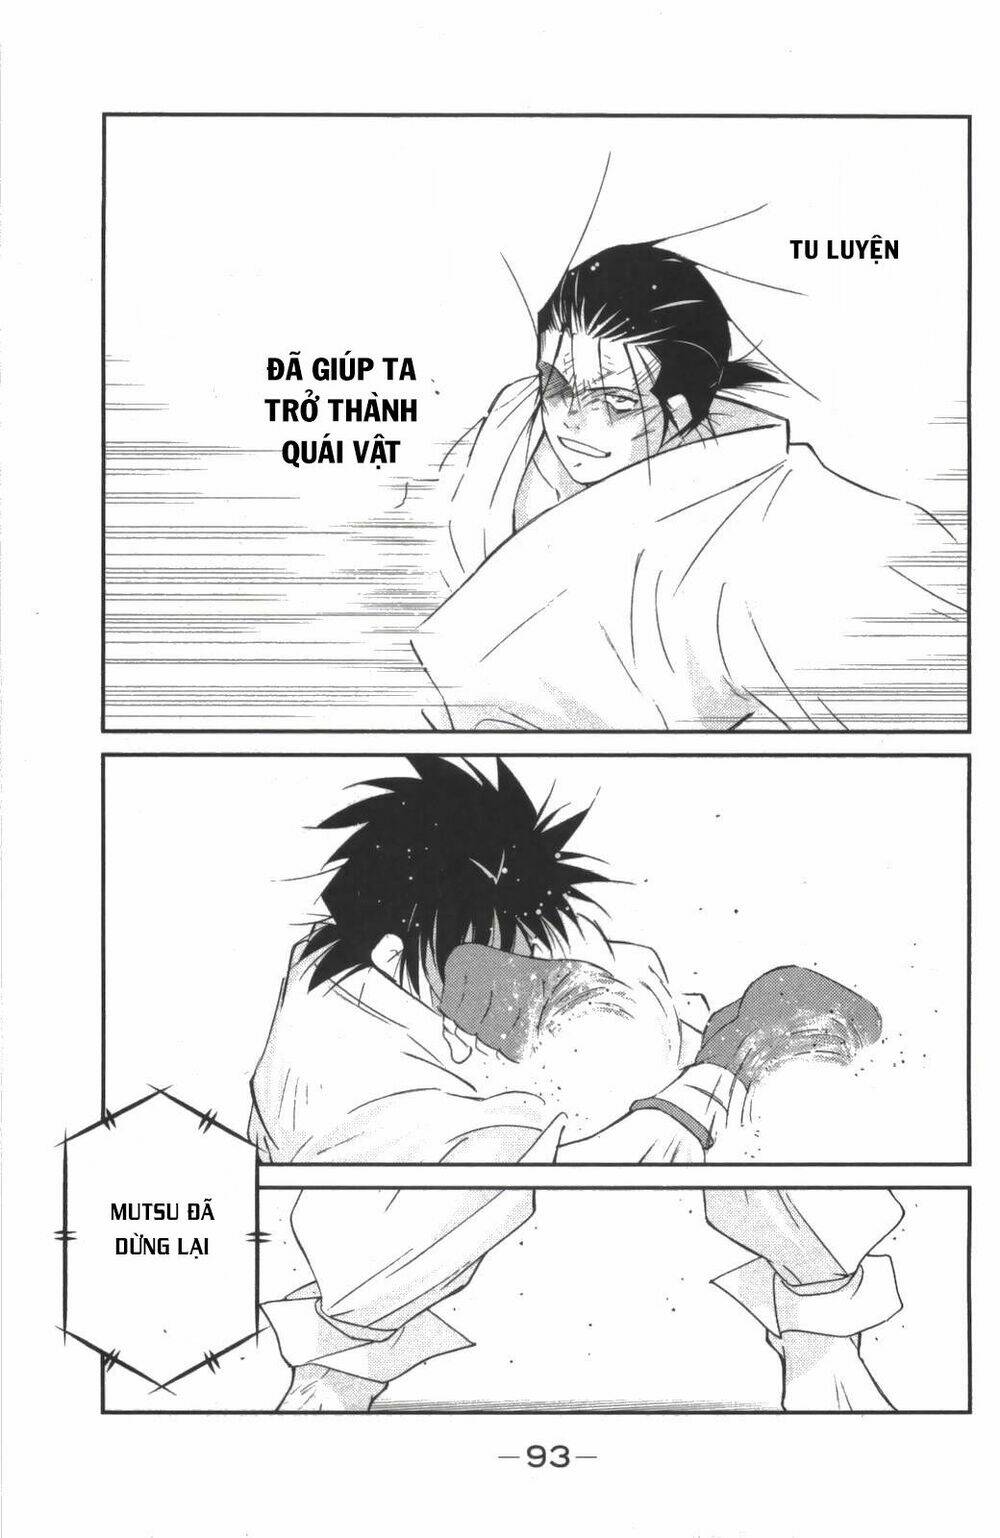 TU LUYỆN
ĐÃ GIÚP TA
TRỞ THÀNH
QUÁI VẬT
MUTSU ĐÃ
DỪNG LẠI
—93—